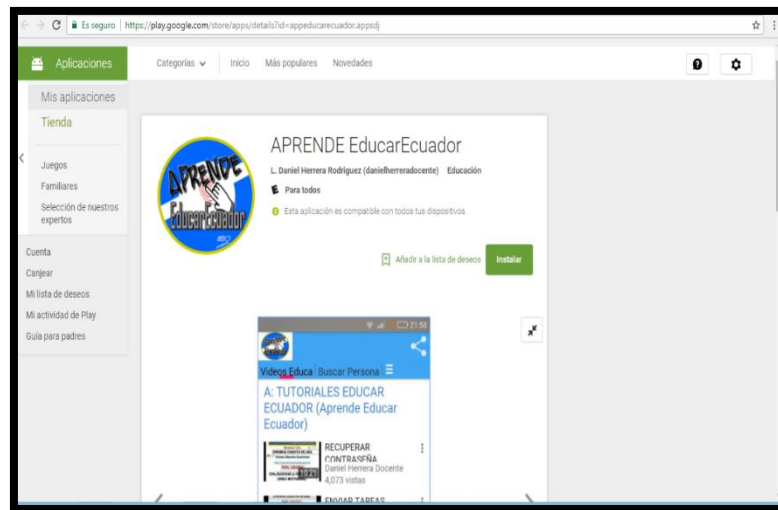 Es seguro | https://play.google.com/store/apps/details?id=appeducarecuador.appsdj
Aplicaciones
Categorías
Inicio
Más populares
Novedades
Mis aplicaciones
Tienda
Juegos
Familiares
Selección de nuestros
expertos
Cuenta
Canjear
Mi lista de deseos
Mi actividad de Play
Guía para padres
APRENDE
EducarEcuador
APRENDE EducarEcuador
L. Daniel Herrera Rodriguez (danielherreradocente) Educación
E Para todos
Esta aplicación es compatible con todos tus dispositivos.
Añadir a la lista de deseos
Instalar
21:58
Videos Educa Buscar Persona
A: TUTORIALES EDUCAR
ECUADOR (Aprende Educar
Ecuador)
RECUPERAR
CONTRASEÑA
Daniel Herrera Docente
4,073 vistas
ENVIAR TAREAS